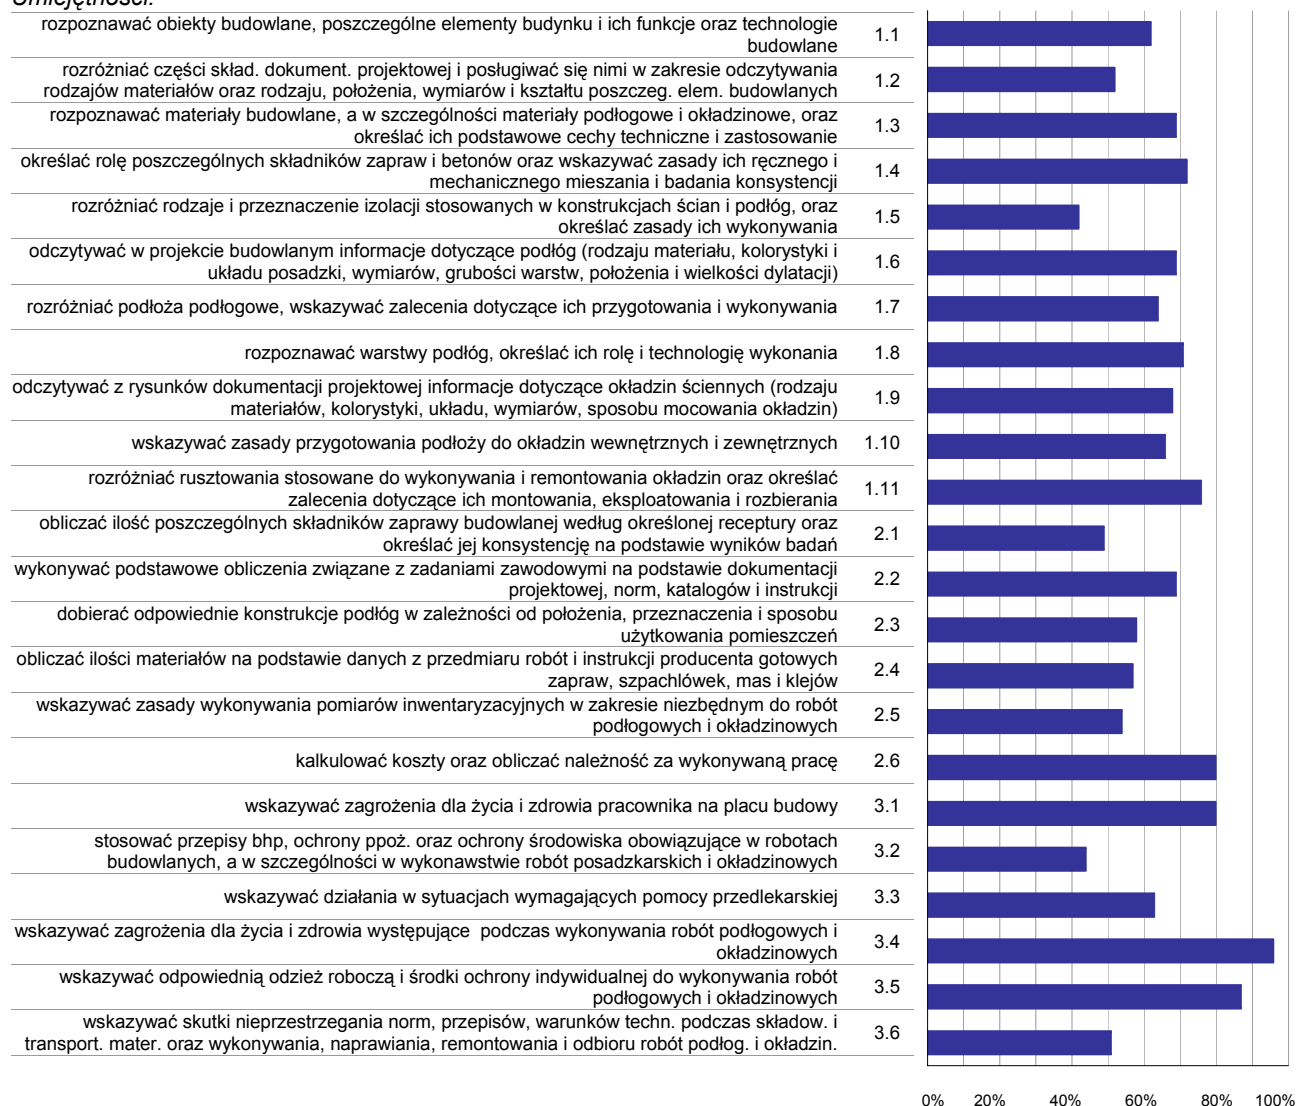 Umiejętności:
rozpoznawać obiekty budowlane, poszczególne elementy budynku i ich funkcje oraz technologie
budowlane
1.1
rozróżniać części skład. dokument. projektowej i posługiwać się nimi w zakresie odczytywania
rodzajów materiałów oraz rodzaju, położenia, wymiarów i kształtu poszczeg. elem. budowlanych
1.2
rozpoznawać materiały budowlane, a w szczególności materiały podłogowe i okładzinowe, oraz
określać ich podstawowe cechy techniczne i zastosowanie
1.3
określać rolę poszczególnych składników zapraw i betonów oraz wskazywać zasady ich ręcznego i
mechanicznego mieszania i badania konsystencji
1.4
rozróżniać rodzaje i przeznaczenie izolacji stosowanych w konstrukcjach ścian i podłóg, oraz
określać zasady ich wykonywania
1.5
odczytywać w projekcie budowlanym informacje dotyczące podłóg (rodzaju materiału, kolorystyki i
układu posadzki, wymiarów, grubości warstw, położenia i wielkości dylatacji)
1.6
rozróżniać podłoża podłogowe, wskazywać zalecenia dotyczące ich przygotowania i wykonywania
1.7
rozpoznawać warstwy podłóg, określać ich rolę i technologię wykonania
1.8
odczytywać z rysunków dokumentacji projektowej informacje dotyczące okładzin ściennych (rodzaju
materiałów, kolorystyki, układu, wymiarów, sposobu mocowania okładzin)
1.9
wskazywać zasady przygotowania podłoży do okładzin wewnętrznych i zewnętrznych
1.10
rozróżniać rusztowania stosowane do wykonywania i remontowania okładzin oraz określać
zalecenia dotyczące ich montowania, eksploatowania i rozbierania
1.11
obliczać ilość poszczególnych składników zaprawy budowlanej według określonej receptury oraz
określać jej konsystencję na podstawie wyników badań
2.1
wykonywać podstawowe obliczenia związane z zadaniami zawodowymi na podstawie dokumentacji
projektowej, norm, katalogów i instrukcji
2.2
dobierać odpowiednie konstrukcje podłóg w zależności od położenia, przeznaczenia i sposobu
użytkowania pomieszczeń
2.3
obliczać ilości materiałów na podstawie danych z przedmiaru robót i instrukcji producenta gotowych
zapraw, szpachlówek, mas i klejów
2.4
wskazywać zasady wykonywania pomiarów inwentaryzacyjnych w zakresie niezbędnym do robót
podłogowych i okładzinowych
2.5
kalkulować koszty oraz obliczać należność za wykonywaną pracę
2.6
wskazywać zagrożenia dla życia i zdrowia pracownika na placu budowy
3.1
stosować przepisy bhp, ochrony ppoż. oraz ochrony środowiska obowiązujące w robotach
budowlanych, a w szczególności w wykonawstwie robót posadzkarskich i okładzinowych
3.2
wskazywać działania w sytuacjach wymagających pomocy przedlekarskiej
3.3
wskazywać zagrożenia dla życia i zdrowia występujące podczas wykonywania robót podłogowych i
okładzinowych
3.4
wskazywać odpowiednią odzież roboczą i środki ochrony indywidualnej do wykonywania robót
podłogowych i okładzinowych
3.5
wskazywać skutki nieprzestrzegania norm, przepisów, warunków techn. podczas składow. i
transport. mater. oraz wykonywania, naprawiania, remontowania i odbioru robót podłog. i okładzin.
3.6
0% 20% 40% 60% 80% 100%